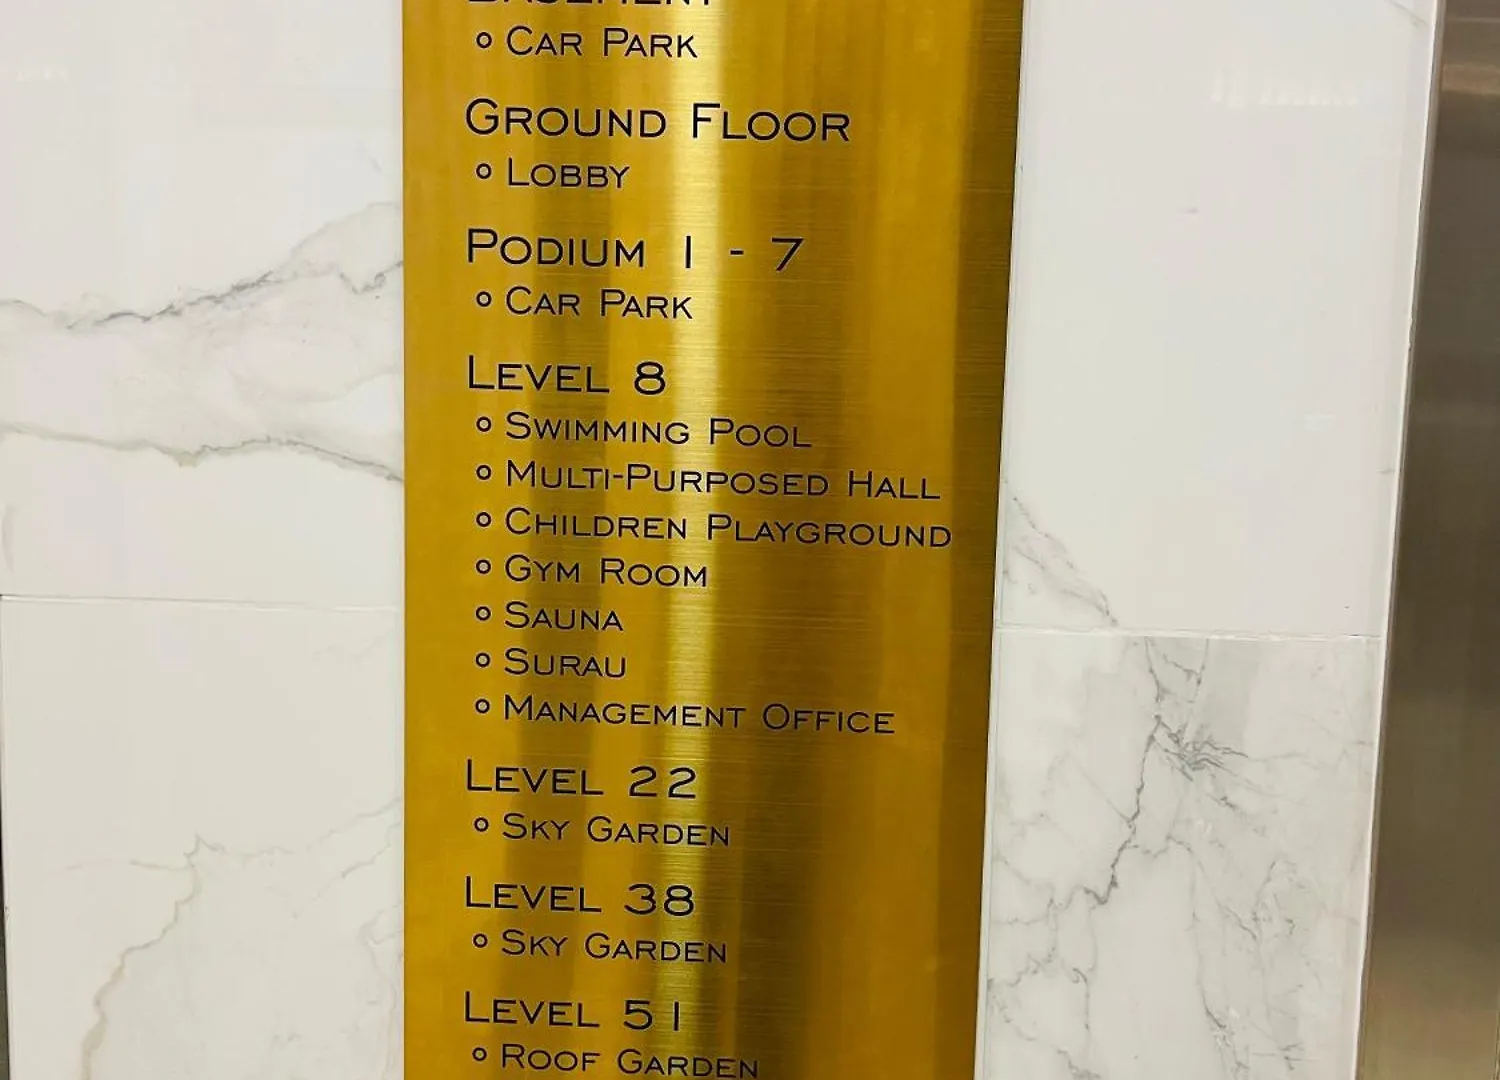 BASEMENT
CAR PARK
GROUND FLOOR
LOBBY
PODIUM 1 - 7
CAR PARK
LEVEL 8
SWIMMING POOL
MULTI-PURPOSED HALL
CHILDREN PLAYGROUND
GYM ROOM
SAUNA
SURAU
MANAGEMENT OFFICE
LEVEL 22
SKY GARDEN
LEVEL 38
SKY GARDEN
LEVEL 51
ROOF GARDEN